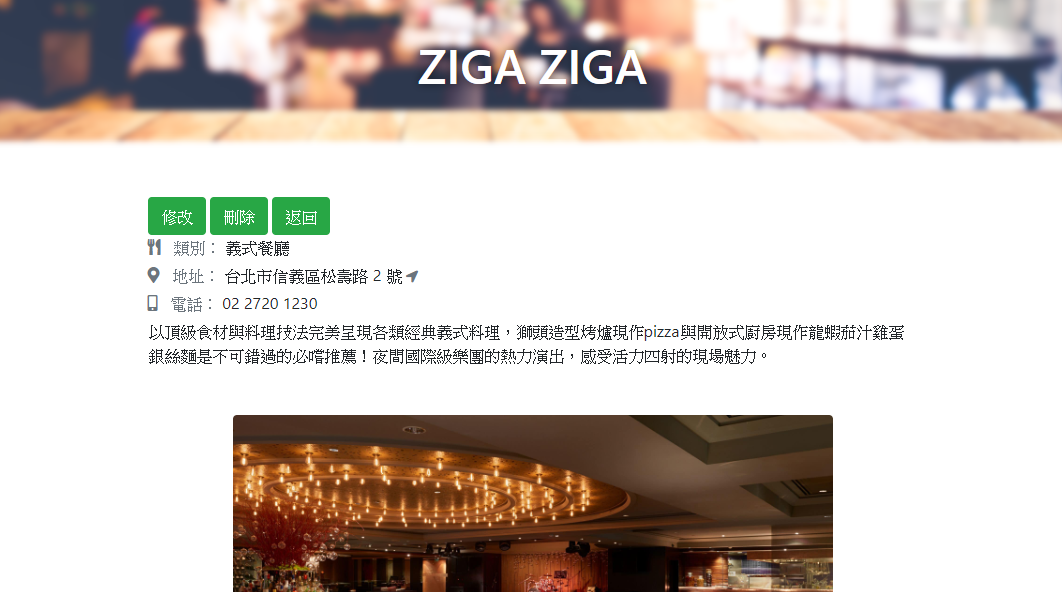 ZIGA ZIGA
修改 刪除 返回
類別： 義式餐廳
地址： 台北市信義區松壽路 2 號
電話： 02 2720 1230
以頂級食材與料理技法完美呈現各類經典義式料理，獅頭造型烤爐現作pizza與開放式廚房現作龍蝦茄汁雞蛋
銀絲麵是不可錯過的必嚐推薦！夜間國際級樂團的熱力演出，感受活力四射的現場魅力。